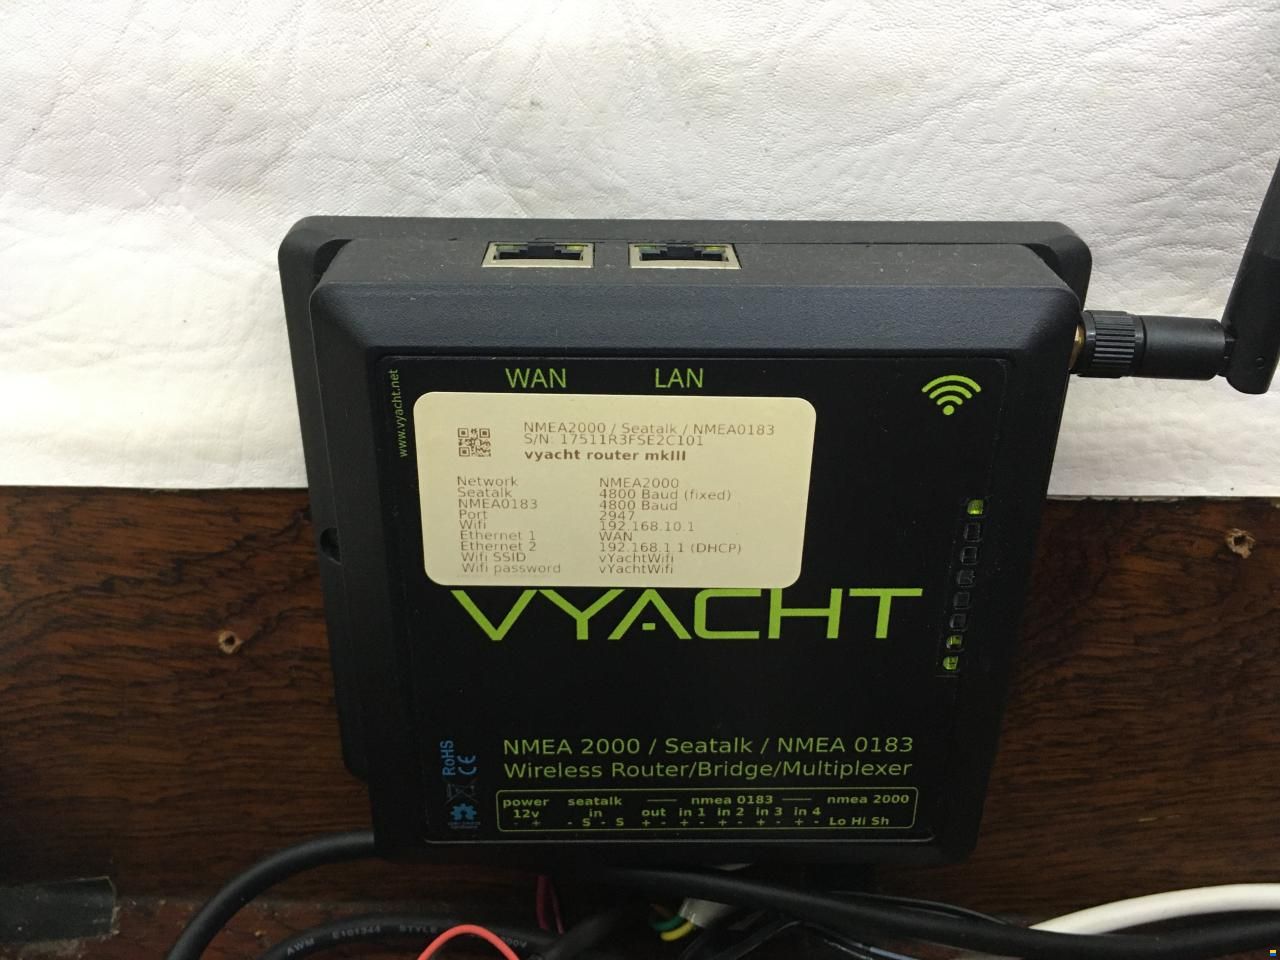 WAN LAN
www.vyacht.net
NMEA2000 / Seatalk / NMEA0183
S/N: 17511R3FSE2C101
vyacht router mkIII
Network NMEA2000
Seatalk 4800 Baud (fixed)
NMEA0183 4800 Baud
Port 2947
Wifi 192.168.10.1
Ethernet 1 WAN
Ethernet 2 192.168.1.1 (DHCP)
Wifi SSID vYachtWifi
Wifi password vYachtWifi
VYACHT
RoHS
CE
NMEA 2000 / Seatalk / NMEA 0183
Wireless Router/Bridge/Multiplexer
power seatalk nmea 0183 nmea 2000
12v in out in 1 in 2 in 3 in 4
- + - S - S + - + - + - + - + - Lo Hi Sh
AWM E101344 STYLE